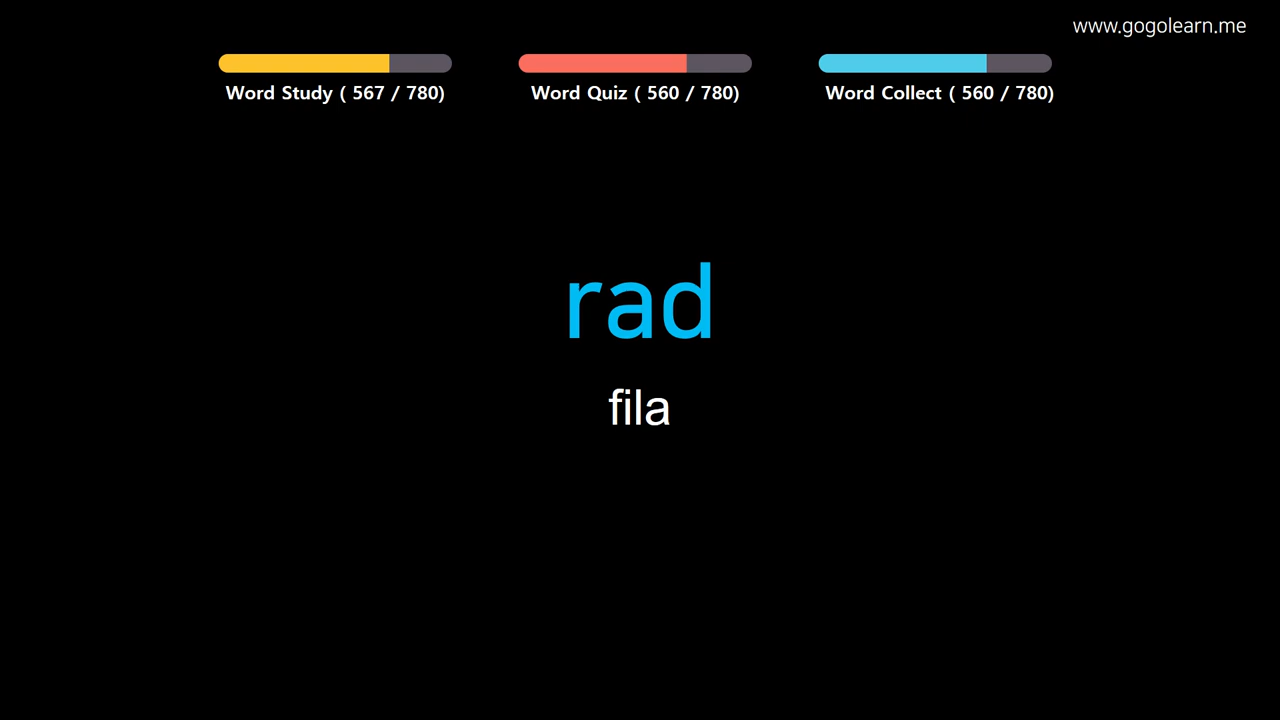 www.gogolearn.me
Word Study ( 567 / 780)
Word Quiz ( 560 / 780)
Word Collect ( 560 / 780)
rad
fila